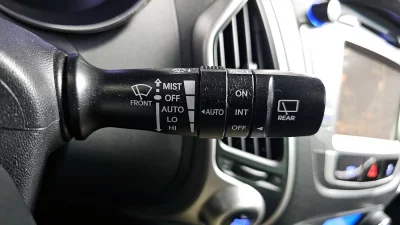 MIST
OFF
AUTO
LO
HI
FRONT
AUTO
ON
INT
OFF
REAR